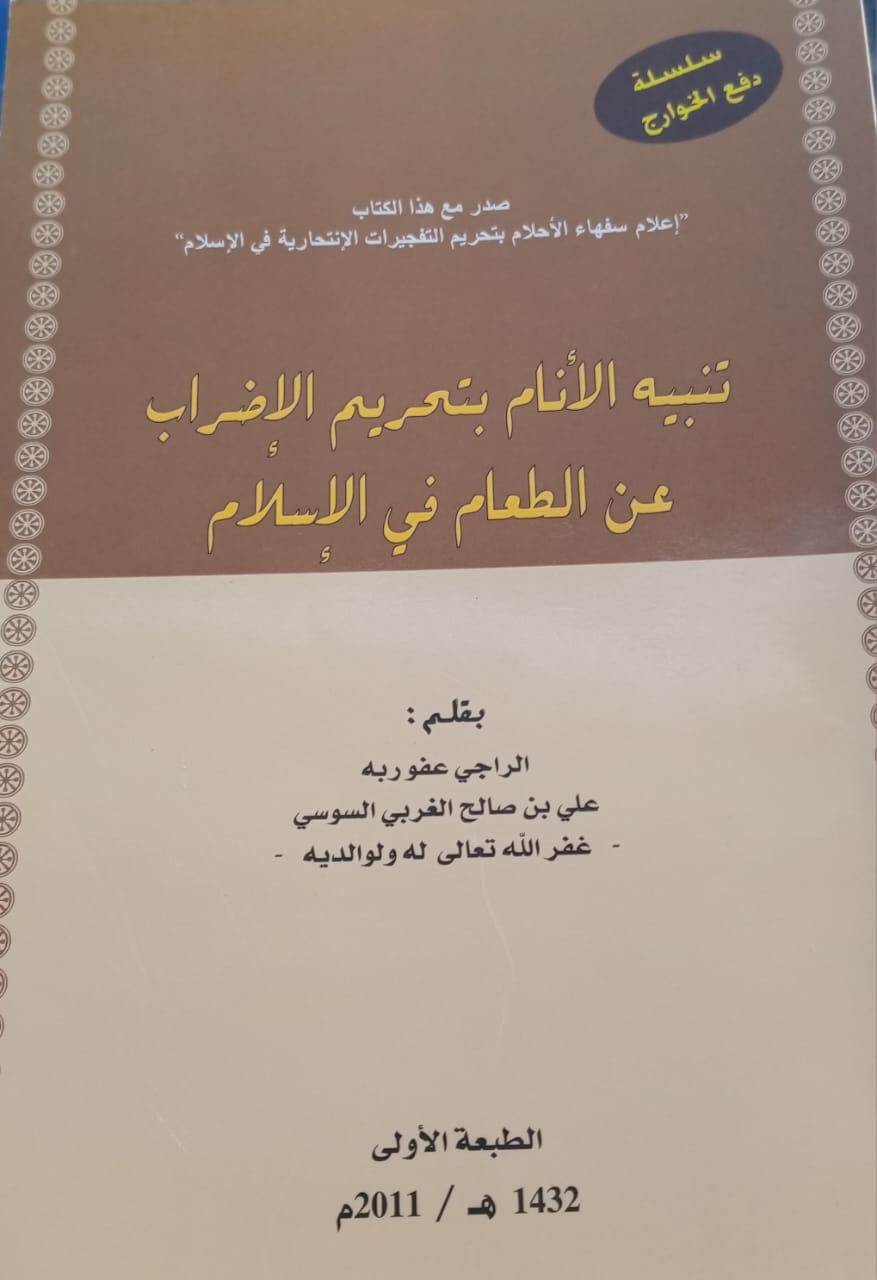 سلسلة
دفع الخوارج
صدر مع هذا الكتاب
"إعلام سفهاء الأحلام بتحريم التفجيرات الإنتحارية في الإسلام"
تنبيه الأنام بتحريم الإضراب
عن الطعام في الإسلام
بقلم :
الراجي عفو ربه
علي بن صالح الغربي السوسي
- غفر الله تعالى له ولوالديه -
الطبعة الأولى
1432 هـ / 2011م